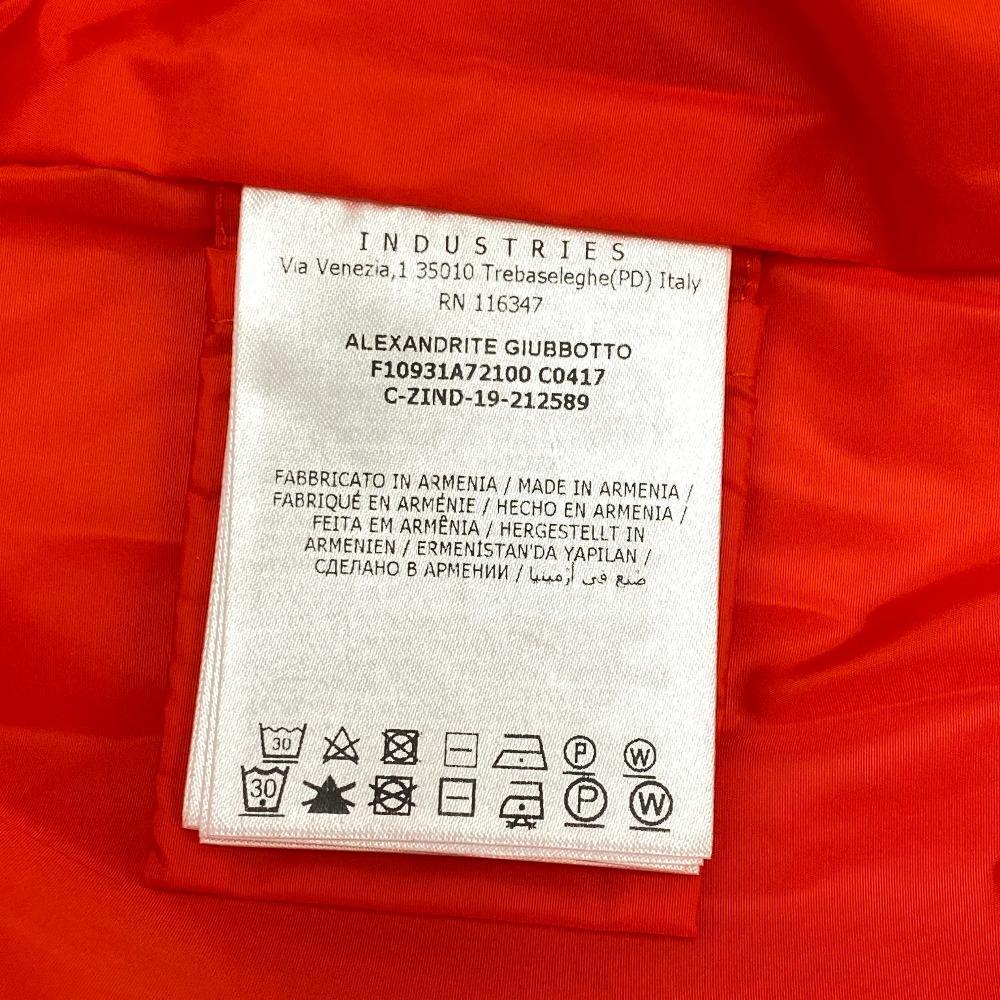 INDUSTRIES
Via Venezia,1 35010 Trebaseleghe(PD) Italy
RN 116347
ALEXANDRITE GIUBBOTTO
F10931A72100 C0417
C-ZIND-19-212589
FABBRICATO IN ARMENIA / MADE IN ARMENIA /
FABRIQUÉ EN ARMÉNIE / HECHO EN ARMENIA /
FEITA EM ARMÊNIA / HERGESTELLT IN
ARMENIEN / ERMENİSTAN'DA YAPILAN /
СДЕЛАНО В АРМЕНИИ / صنع في أرمينيا
30 P W
30 P W